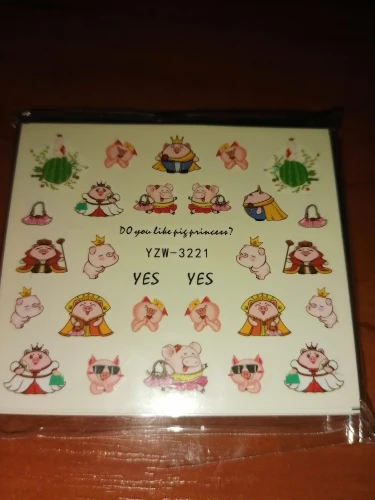 DO you like pig princess?
YZW-3221
YES YES